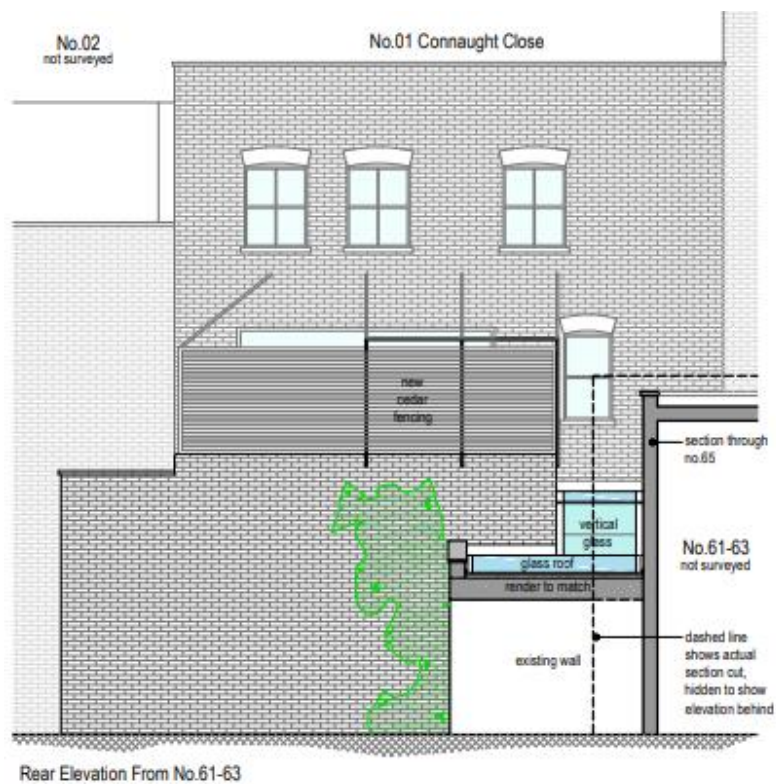 No.02
not surveyed
No.01 Connaught Close
new
cedar
fencing
section through
no.65
vertical
glass
No.61-63
not surveyed
glass roof
render to match
existing wall
dashed line
shows actual
section cut,
hidden to show
elevation behind
Rear Elevation From No.61-63